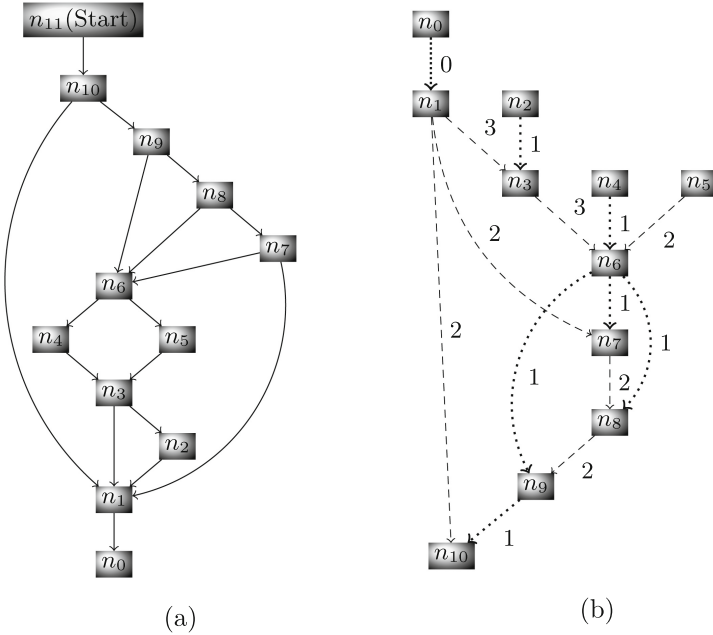 n₁₁(Start)
n₁₀
n₉
n₈
n₇
n₆
n₄
n₅
n₃
n₂
n₁
n₀
(a)
n₀
0
n₁
n₂
3
1
n₃
n₄
n₅
3
1
2
2
n₆
1
n₇
2
1
1
2
n₈
2
n₉
1
n₁₀
(b)